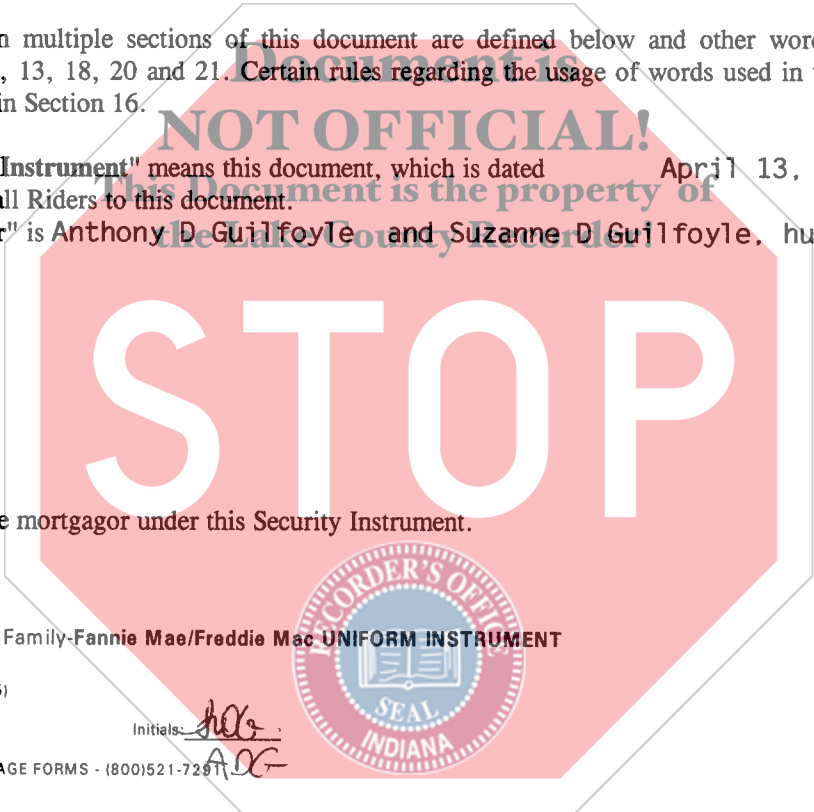 n multiple sections of this document are defined below and other wor
Document is
, 13, 18, 20 and 21. Certain rules regarding the usage of words used in
in Section 16.
NOT OFFICIAL!
Instrument" means this document, which is dated April 13,
This Document is the property of
all Riders to this document.
r" is Anthony D Guilfoyle and Suzanne D Guilfoyle, hu
the Lake County Recorder!
STOP
e mortgagor under this Security Instrument.
RECORDER'S OFFICE
Family-Fannie Mae/Freddie Mac UNIFORM INSTRUMENT
SEAL
INDIANA
Initials: SDG
ADG
AGE FORMS - (800)521-7291